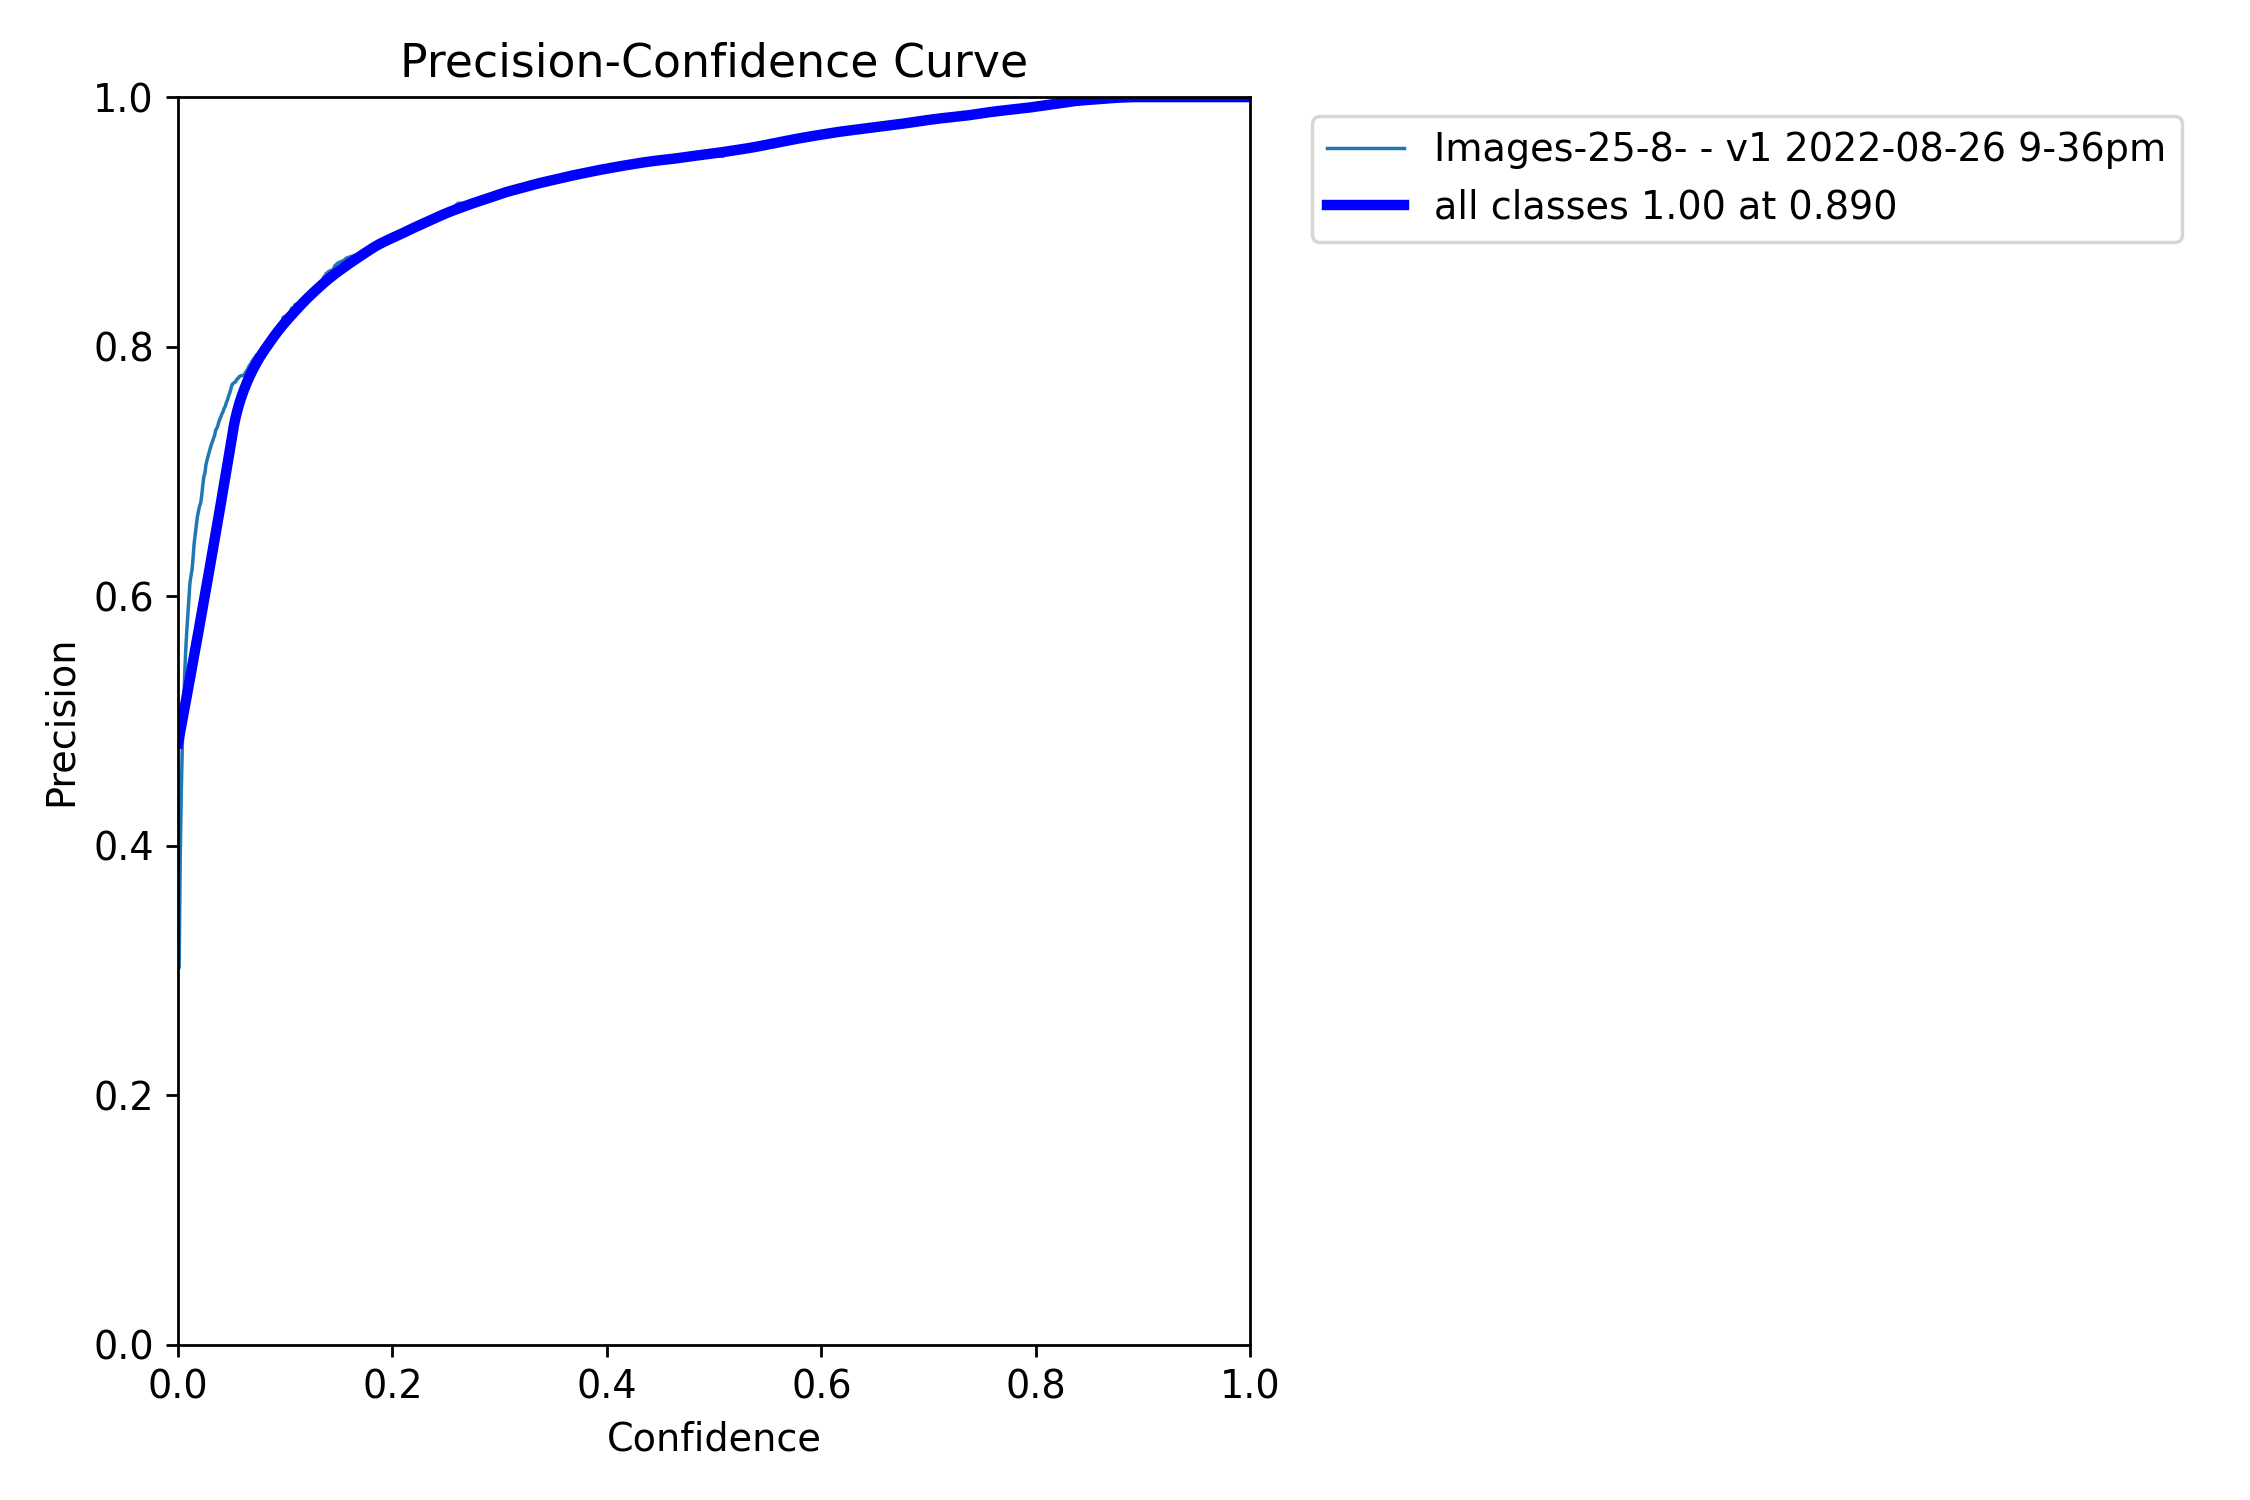 Precision-Confidence Curve
1.0
0.8
0.6
0.4
0.2
0.0
Precision
0.0 0.2 0.4 0.6 0.8 1.0
Confidence
Images-25-8- - v1 2022-08-26 9-36pm
all classes 1.00 at 0.890